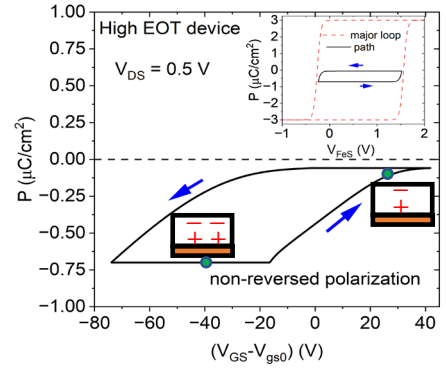 High EOT device
V_DS = 0.5 V
P (μC/cm²)
1.00
0.75
0.50
0.25
0.00
−0.25
−0.50
−0.75
−1.00
−80 −60 −40 −20 0 20 40
(V_GS-V_gs0) (V)
non-reversed polarization
− −
+ +
−
+
P (μC/cm²)
3
2
1
0
−1
−2
−3
−1 0 1 2
V_FeS (V)
major loop
path